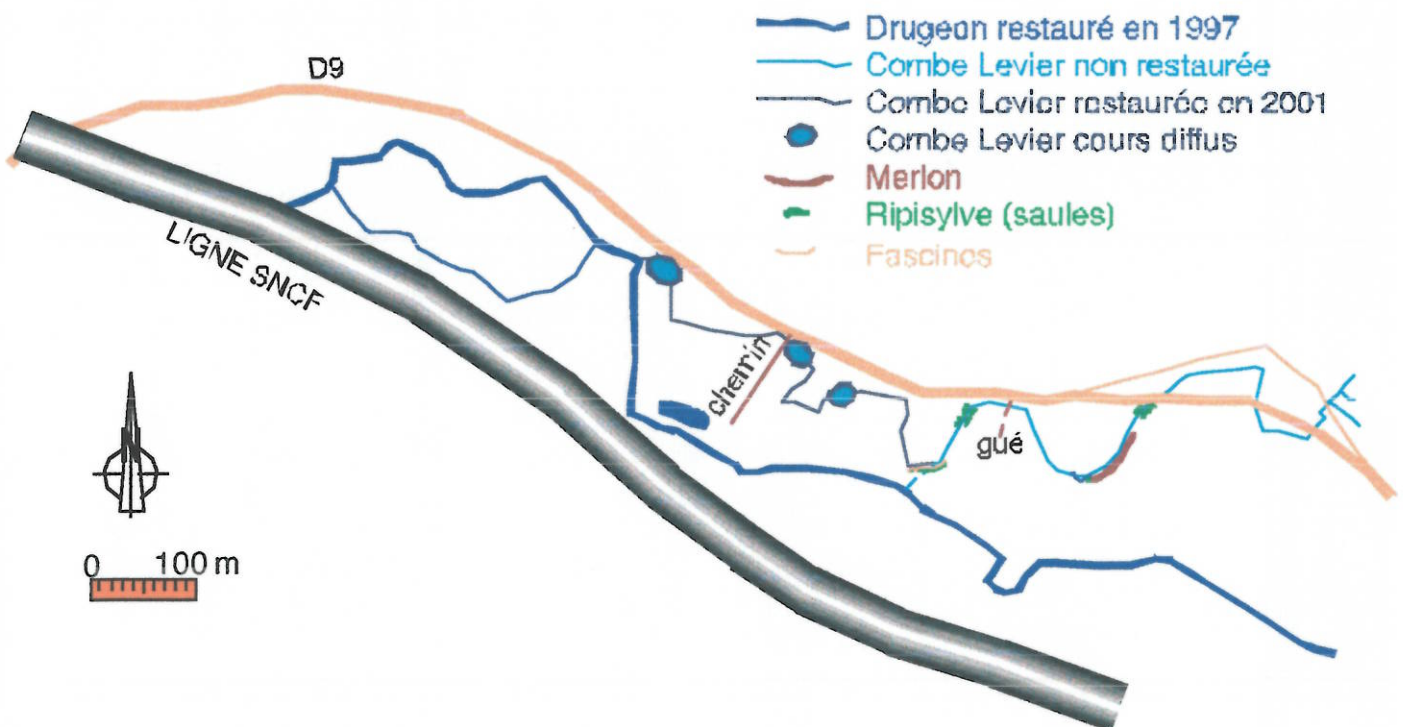 Drugeon restauré en 1997
Combe Levier non restaurée
Combe Levier restaurée en 2001
Combe Levier cours diffus
Merlon
Ripisylve (saules)
Fascines
D9
LIGNE SNCF
chemin
gué
N
0 100 m